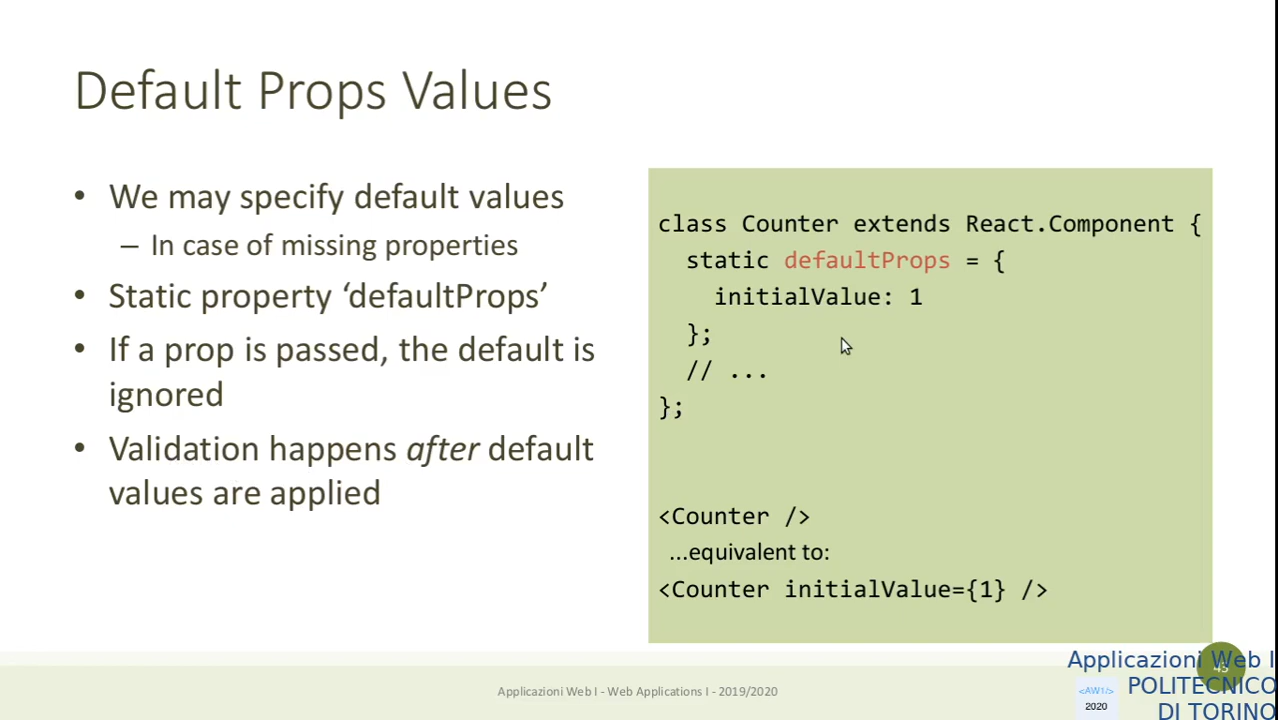 Default Props Values
• We may specify default values
– In case of missing properties
• Static property ‘defaultProps’
• If a prop is passed, the default is
ignored
• Validation happens after default
values are applied
class Counter extends React.Component {
static defaultProps = {
initialValue: 1
};
// ...
};
<Counter />
...equivalent to:
<Counter initialValue={1} />
Applicazioni Web I - Web Applications I - 2019/2020
Applicazioni Web I
POLITECNICO
DI TORINO
<AW1/>
2020